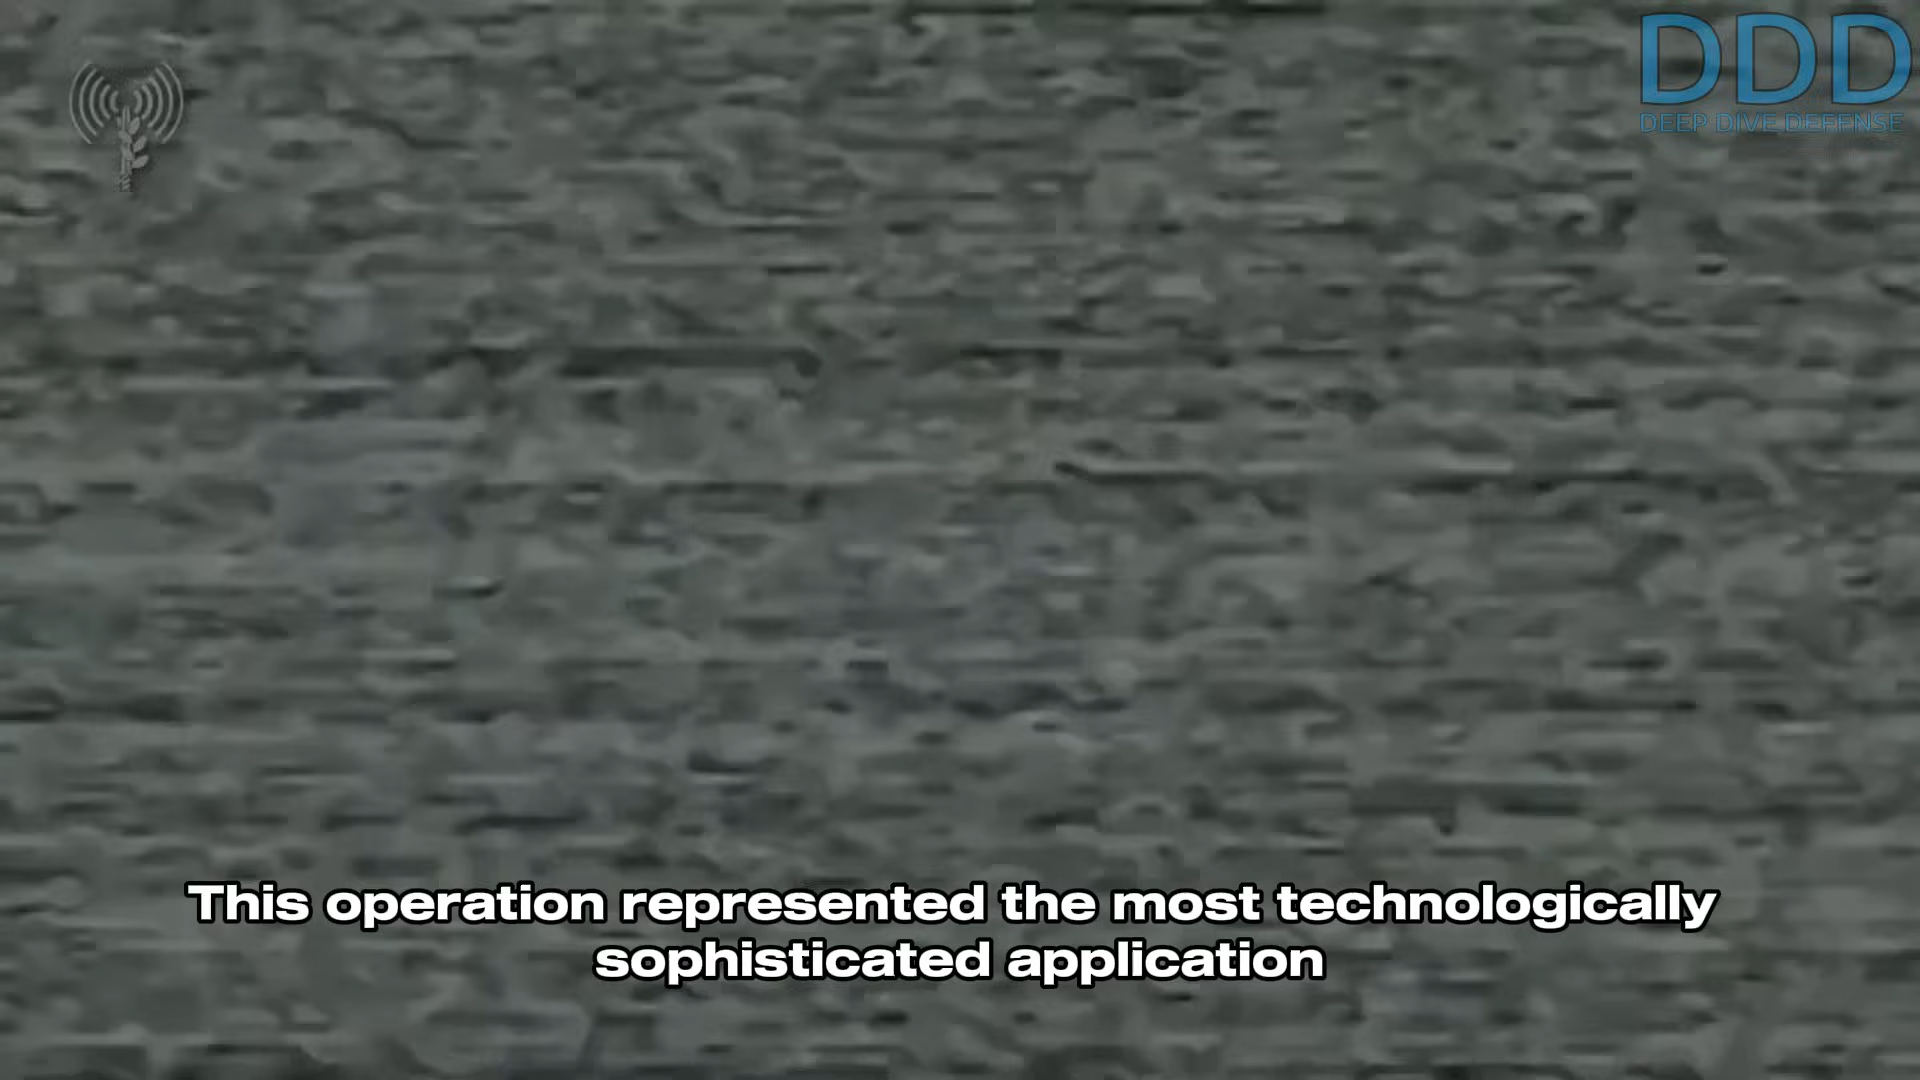 DDD
DEEP DIVE DEFENSE
This operation represented the most technologically
sophisticated application